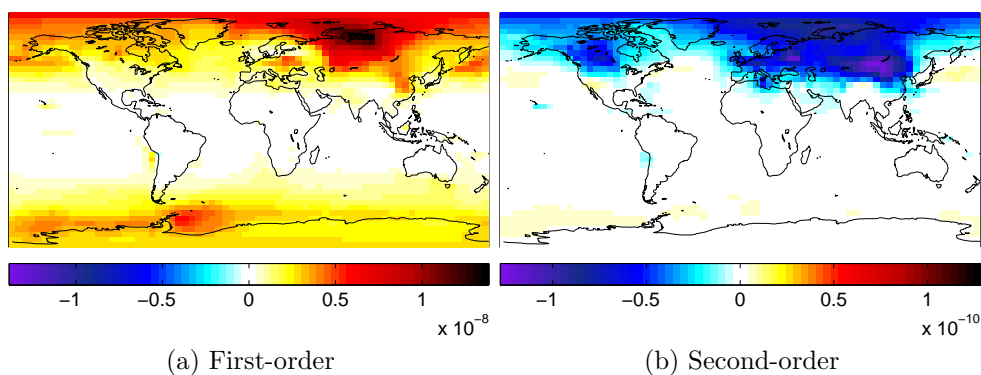 −1 −0.5 0 0.5 1
x 10⁻⁸
(a) First-order
−1 −0.5 0 0.5 1
x 10⁻¹⁰
(b) Second-order